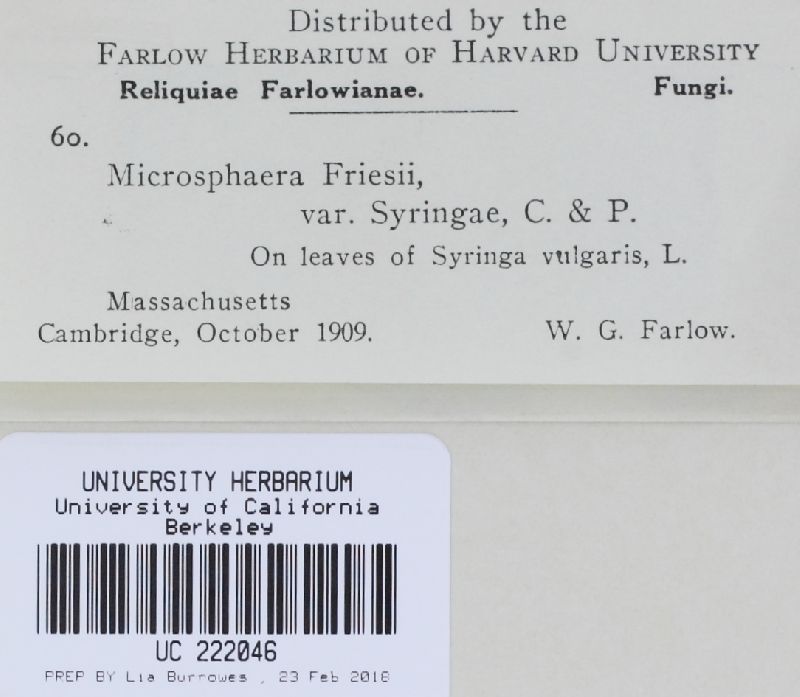 Distributed by the
FARLOW HERBARIUM OF HARVARD UNIVERSITY
Reliquiae Farlowianae. Fungi.
60.
Microsphaera Friesii,
var. Syringae, C. & P.
On leaves of Syringa vulgaris, L.
Massachusetts
Cambridge, October 1909. W. G. Farlow.
UNIVERSITY HERBARIUM
University of California
Berkeley
UC 222046
PREP BY Lia Burrowes , 23 Feb 2018